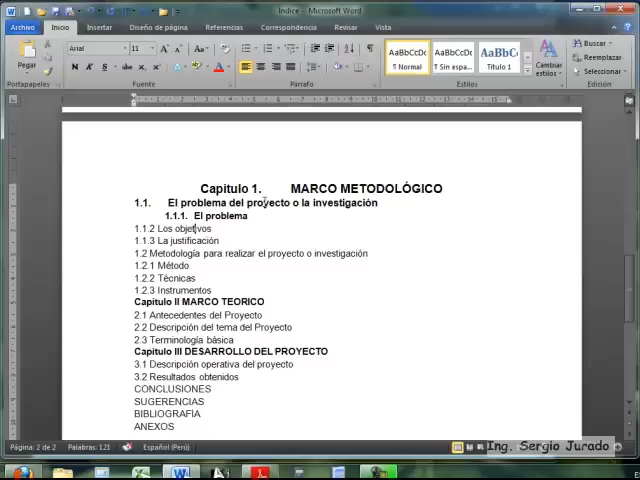 Indice - Microsoft Word
Archivo Inicio Insertar Diseño de página Referencias Correspondencia Revisar Vista
Pegar
Arial 11
N K S
AaBbCcDc AaBbCcDc AaBbC
¶ Normal ¶ Sin espa... Título 1
Cambiar estilos
Buscar
Reemplazar
Seleccionar
Portapapeles Fuente Párrafo Estilos Edición
Capitulo 1. MARCO METODOLÓGICO
1.1. El problema del proyecto o la investigación
1.1.1. El problema
1.1.2 Los objetivos
1.1.3 La justificación
1.2 Metodología para realizar el proyecto o investigación
1.2.1 Método
1.2.2 Técnicas
1.2.3 Instrumentos
Capítulo II MARCO TEORICO
2.1 Antecedentes del Proyecto
2.2 Descripción del tema del Proyecto
2.3 Terminología básica
Capítulo III DESARROLLO DEL PROYECTO
3.1 Descripción operativa del proyecto
3.2 Resultados obtenidos
CONCLUSIONES
SUGERENCIAS
BIBLIOGRAFÍA
ANEXOS
Página: 2 de 2 Palabras: 121 Español (Perú)
Ing. Sergio Jurado